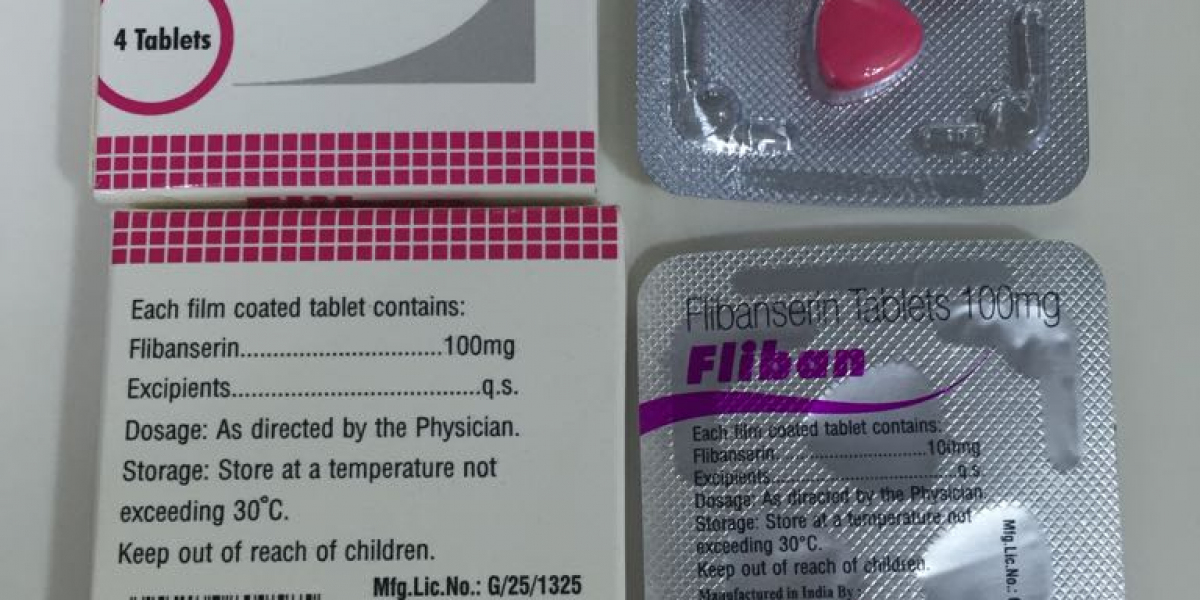 4 Tablets
Each film coated tablet contains:
Flibanserin..............................100mg
Excipients.....................................q.s.
Dosage: As directed by the Physician.
Storage: Store at a temperature not
exceeding 30°C.
Keep out of reach of children.
Mfg.Lic.No.: G/25/1325
Flibanserin Tablets 100mg
Fliban
Each film coated tablet contains:
Flibanserin..............................100mg
Excipients.....................................q.s.
Dosage: As directed by the Physician.
Storage: Store at a temperature not
exceeding 30°C.
Keep out of reach of children.
Manufactured in India By:
Mfg.Lic.No.: